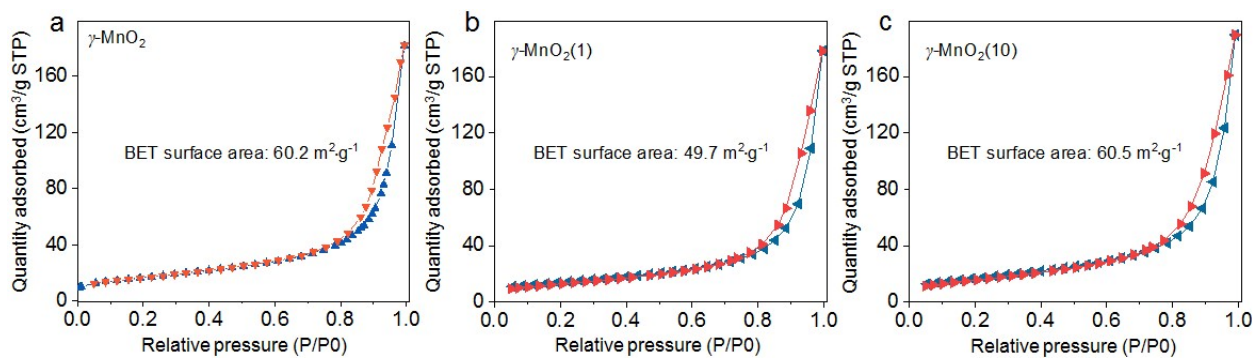 a
γ-MnO₂
BET surface area: 60.2 m²·g⁻¹
Quantity adsorbed (cm³/g STP)
160
120
80
40
0
0.0 0.2 0.4 0.6 0.8 1.0
Relative pressure (P/P0)
b
γ-MnO₂(1)
BET surface area: 49.7 m²·g⁻¹
Quantity adsorbed (cm³/g STP)
160
120
80
40
0
0.0 0.2 0.4 0.6 0.8 1.0
Relative pressure (P/P0)
c
γ-MnO₂(10)
BET surface area: 60.5 m²·g⁻¹
Quantity adsorbed (cm³/g STP)
160
120
80
40
0
0.0 0.2 0.4 0.6 0.8 1.0
Relative pressure (P/P0)